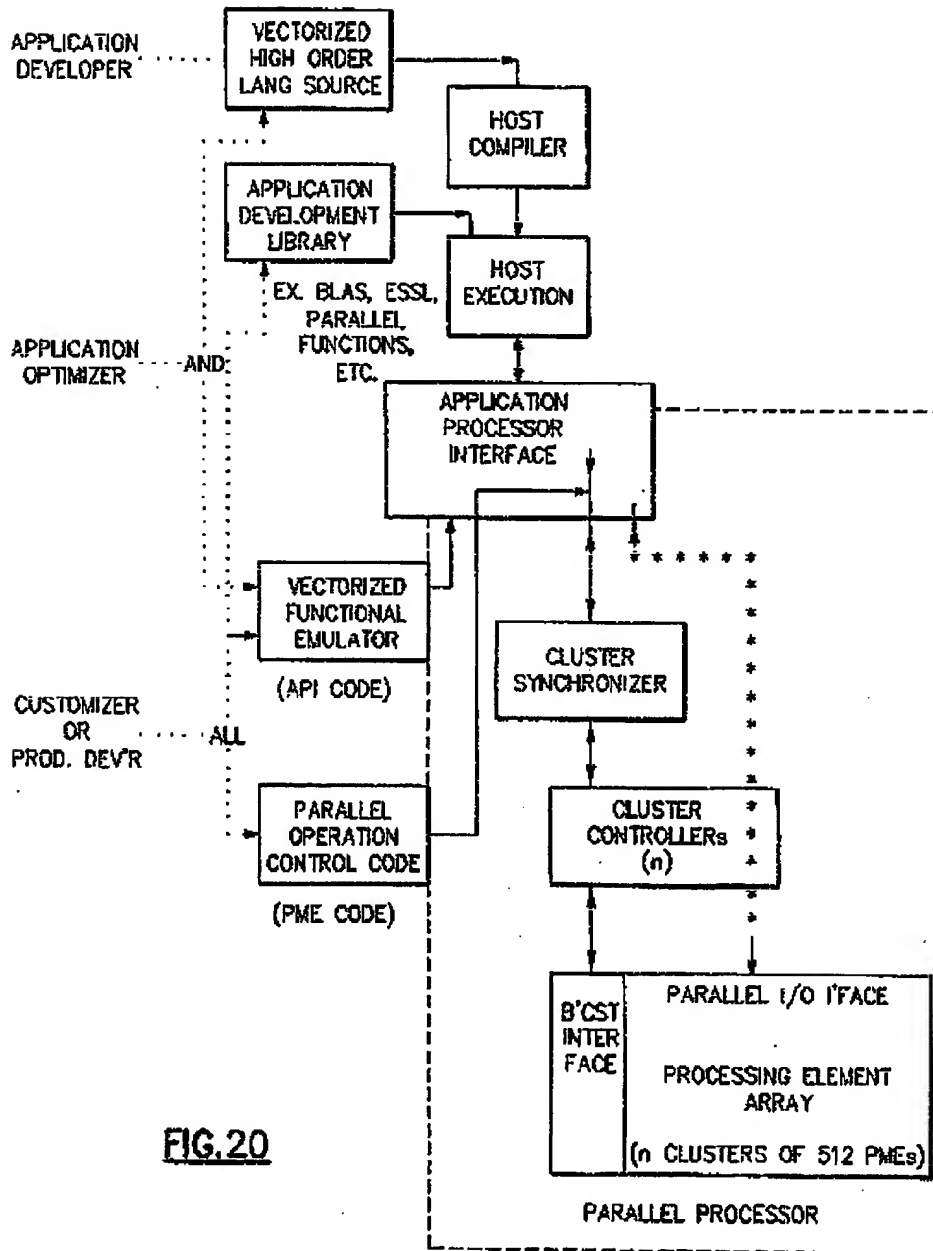 APPLICATION
DEVELOPER
VECTORIZED
HIGH ORDER
LANG SOURCE
HOST
COMPILER
APPLICATION
DEVELOPMENT
LIBRARY
HOST
EXECUTION
EX. BLAS, ESSL,
PARALLEL
FUNCTIONS,
ETC.
APPLICATION
OPTIMIZER
AND
APPLICATION
PROCESSOR
INTERFACE
VECTORIZED
FUNCTIONAL
EMULATOR
(API CODE)
CLUSTER
SYNCHRONIZER
CUSTOMIZER
OR
PROD. DEV'R
ALL
PARALLEL
OPERATION
CONTROL CODE
(PME CODE)
CLUSTER
CONTROLLERs
(n)
B'CST
INTER
FACE
PARALLEL I/O I'FACE
PROCESSING ELEMENT
ARRAY
(n CLUSTERS OF 512 PMEs)
PARALLEL PROCESSOR
FIG.20